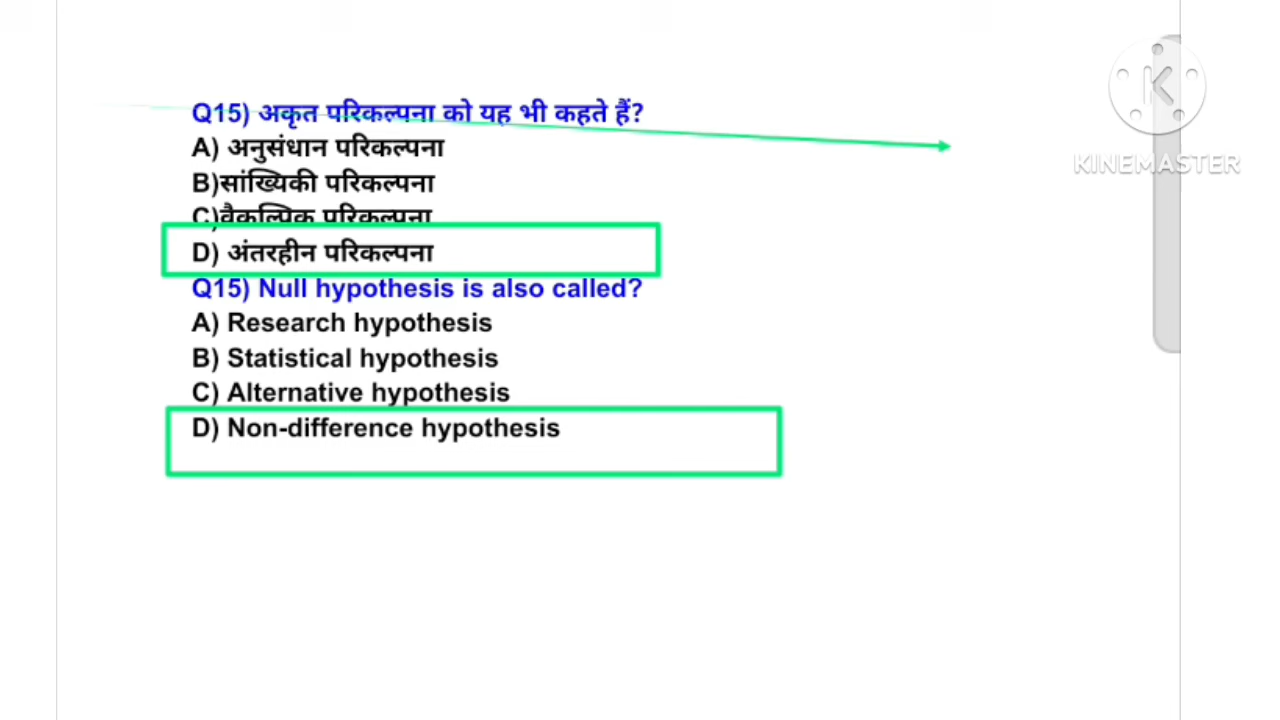 Q15) अकृत परिकल्पना को यह भी कहते हैं?
A) अनुसंधान परिकल्पना
B)सांख्यिकी परिकल्पना
C)वैकल्पिक परिकल्पना
D) अंतरहीन परिकल्पना
Q15) Null hypothesis is also called?
A) Research hypothesis
B) Statistical hypothesis
C) Alternative hypothesis
D) Non-difference hypothesis
K
KINEMASTER